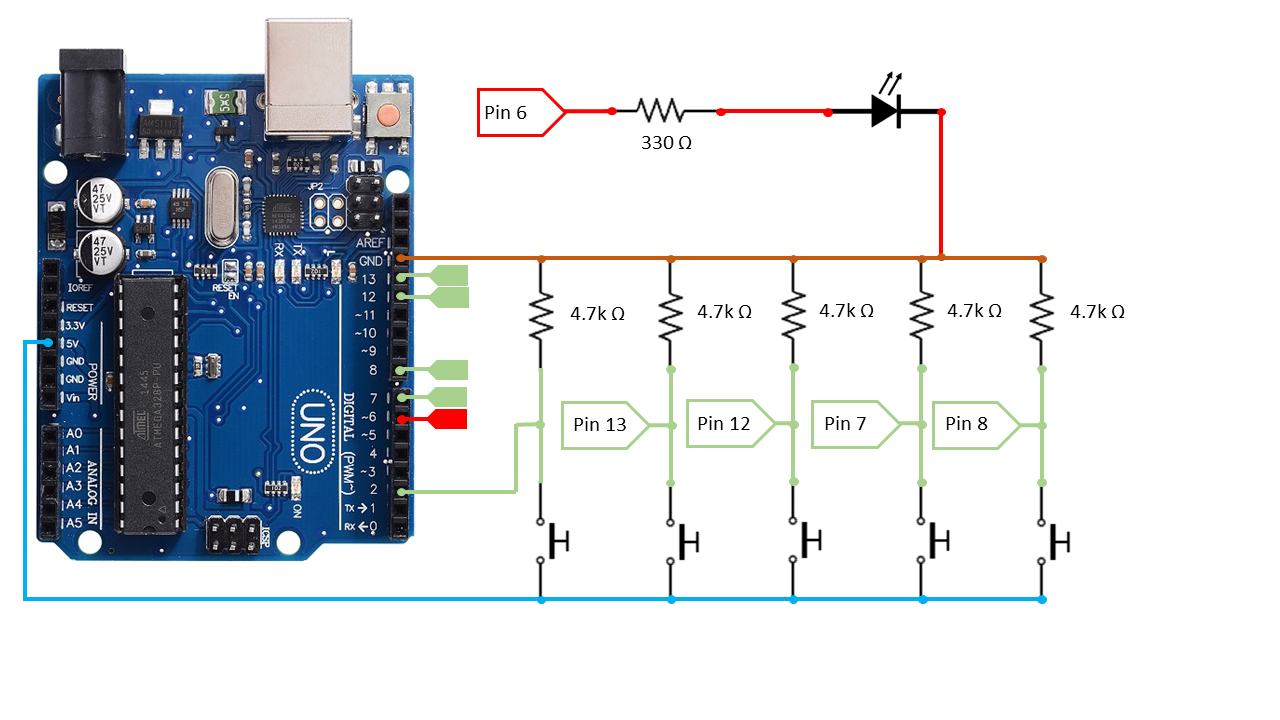 Pin 6
330 Ω
47
25V
VT
47
25V
VT
JP2
AREF
GND
13
12
~11
~10
~9
8
7
~6
~5
4
~3
2
TX→1
RX←0
RX
TX
L
RESET
EN
IOREF
RESET
3.3V
5V
GND
GND
Vin
POWER
A0
A1
A2
A3
A4
A5
ANALOG IN
ATMEL 1445
ATMEGA328P-PU
UNO
DIGITAL (PWM~)
ON
ICSP
4.7k Ω
4.7k Ω
4.7k Ω
4.7k Ω
4.7k Ω
Pin 13
Pin 12
Pin 7
Pin 8